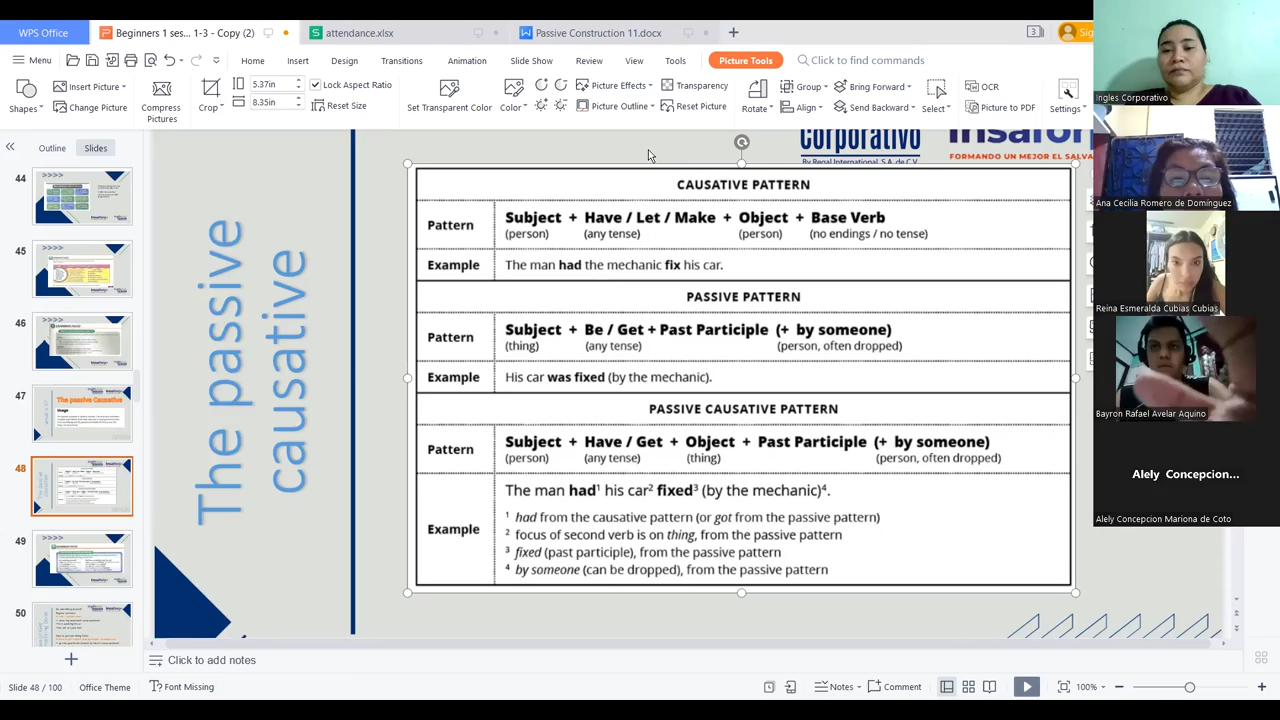 WPS Office
Beginners 1 ses... 1-3 - Copy (2)
attendance.xlsx
Passive Construction 11.docx
Menu
Home
Insert
Design
Transitions
Animation
Slide Show
Review
View
Tools
Picture Tools
Click to find commands
Shapes
Insert Picture
Change Picture
Compress Pictures
Crop
5.37in
8.35in
Lock Aspect Ratio
Reset Size
Set Transparent Color
Color
Picture Effects
Picture Outline
Transparency
Reset Picture
Rotate
Group
Align
Bring Forward
Send Backward
Select
OCR
Picture to PDF
Settings
Outline
Slides
44
45
46
47
The passive Causative
Usage
48
49
50
The passive
causative
corporativo
By Regal International, S.A. de C.V.
insafor
FORMANDO UN MEJOR EL SALVA
CAUSATIVE PATTERN
Pattern
Subject + Have / Let / Make + Object + Base Verb
(person) (any tense) (person) (no endings / no tense)
Example
The man had the mechanic fix his car.
PASSIVE PATTERN
Pattern
Subject + Be / Get + Past Participle (+ by someone)
(thing) (any tense) (person, often dropped)
Example
His car was fixed (by the mechanic).
PASSIVE CAUSATIVE PATTERN
Pattern
Subject + Have / Get + Object + Past Participle (+ by someone)
(person) (any tense) (thing) (person, often dropped)
Example
The man had¹ his car² fixed³ (by the mechanic)⁴.
¹ had from the causative pattern (or got from the passive pattern)
² focus of second verb is on thing, from the passive pattern
³ fixed (past participle), from the passive pattern
⁴ by someone (can be dropped), from the passive pattern
Ingles Corporativo
Ana Cecilia Romero de Domínguez
Reina Esmeralda Cubias Cubias
Bayron Rafael Avelar Aquino
Alely Concepcion...
Alely Concepcion Mariona de Coto
Click to add notes
Slide 48 / 100
Office Theme
Font Missing
Notes
Comment
100%